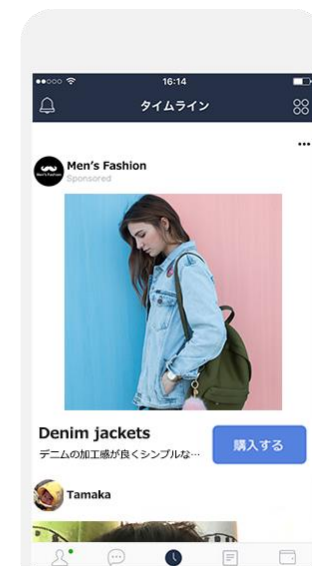 16:14
タイムライン
Men's Fashion
Sponsored
Denim jackets
デニムの加工感が良くシンプルな…
購入する
Tamaka